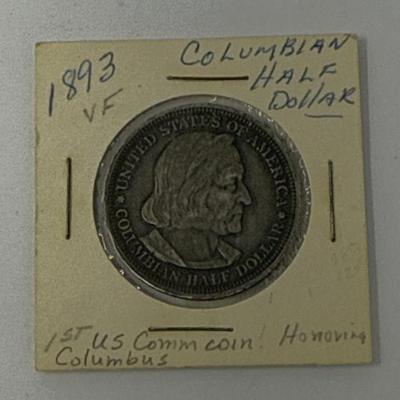 1893
VF
COLUMBIAN
HALF
DOLLAR
UNITED STATES OF AMERICA
COLUMBIAN HALF DOLLAR
1ST US Comm coin! Honoring
Columbus